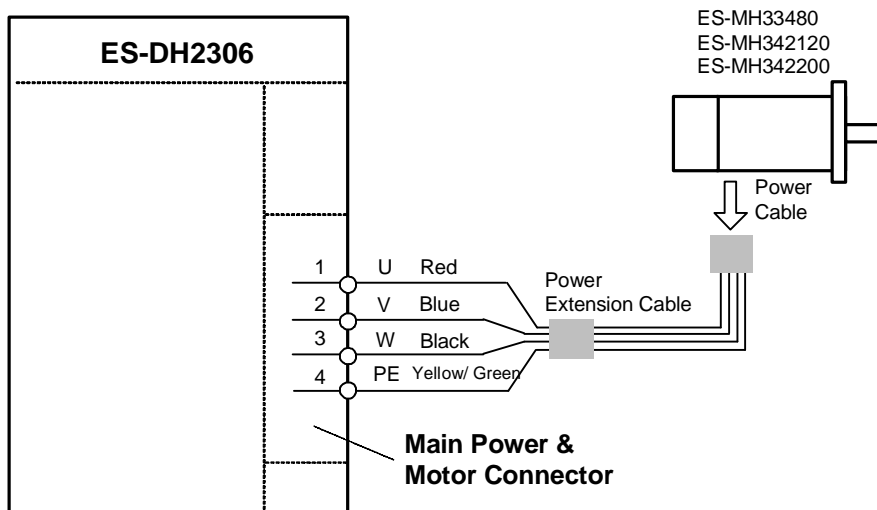 ES-DH2306
ES-MH33480
ES-MH342120
ES-MH342200
Power
Cable
1 U Red
2 V Blue
3 W Black
4 PE Yellow/ Green
Power
Extension Cable
Main Power &
Motor Connector